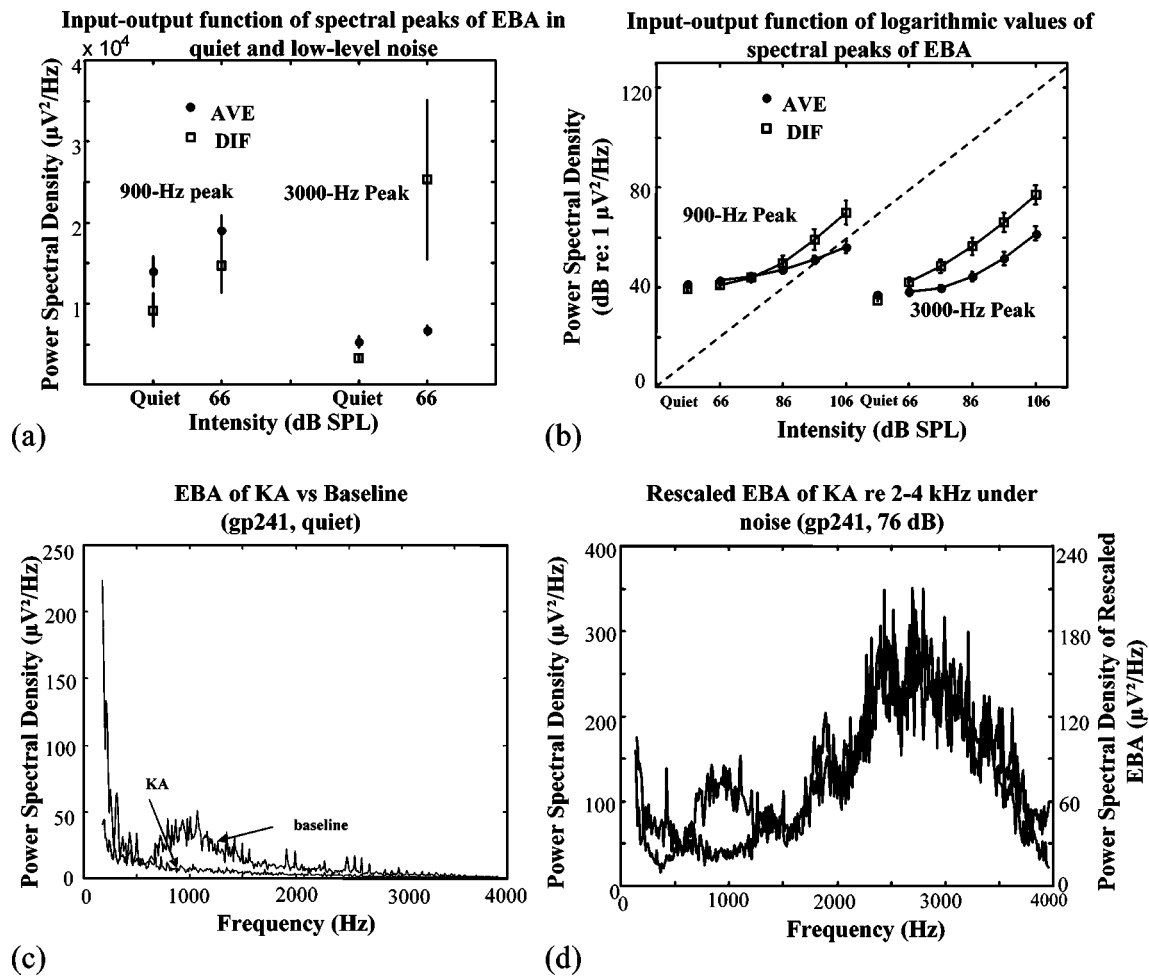 Input-output function of spectral peaks of EBA in
quiet and low-level noise
x 10⁴
4
3
2
1
Power Spectral Density (µV²/Hz)
AVE
DIF
900-Hz peak
3000-Hz Peak
Quiet 66 Quiet 66
Intensity (dB SPL)
(a)
Input-output function of logarithmic values of
spectral peaks of EBA
120
80
40
0
Power Spectral Density
(dB re: 1 µV²/Hz)
AVE
DIF
900-Hz Peak
3000-Hz Peak
Quiet 66 86 106 Quiet 66 86 106
Intensity (dB SPL)
(b)
EBA of KA vs Baseline
(gp241, quiet)
250
200
150
100
50
0
Power Spectral Density (µV²/Hz)
KA
baseline
0 1000 2000 3000 4000
Frequency (Hz)
(c)
Rescaled EBA of KA re 2-4 kHz under
noise (gp241, 76 dB)
400
300
200
100
0
Power Spectral Density (µV²/Hz)
240
180
120
60
0
Power Spectral Density of Rescaled
EBA (µV²/Hz)
0 1000 2000 3000 4000
Frequency (Hz)
(d)